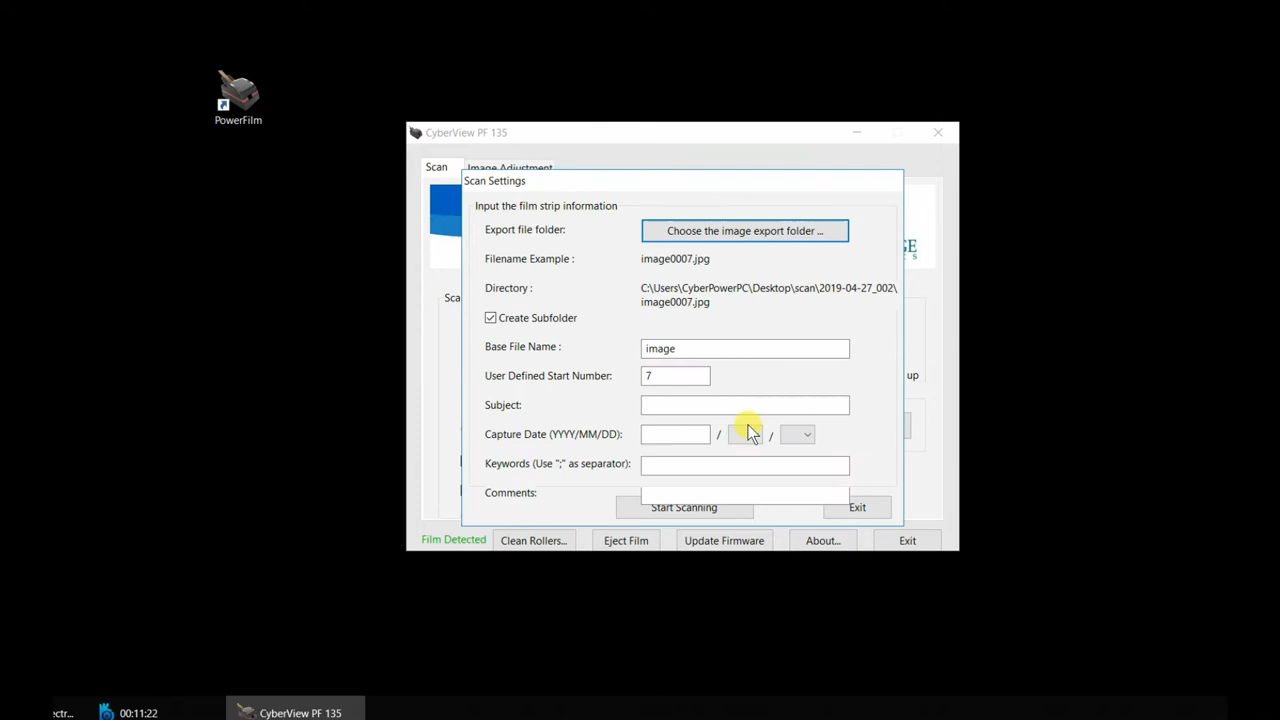 PowerFilm
CyberView PF 135
Scan
Image Adjustment
Scan Settings
Input the film strip information
Export file folder:
Choose the image export folder ...
Filename Example :
image0007.jpg
Directory :
C:\Users\CyberPowerPC\Desktop\scan\2019-04-27_002\
image0007.jpg
Create Subfolder
Base File Name :
image
User Defined Start Number:
7
up
Subject:
Capture Date (YYYY/MM/DD):
/
/
Keywords (Use ";" as separator):
Comments:
Start Scanning
Exit
Film Detected
Clean Rollers...
Eject Film
Update Firmware
About...
Exit
ectr...
00:11:22
CyberView PF 135